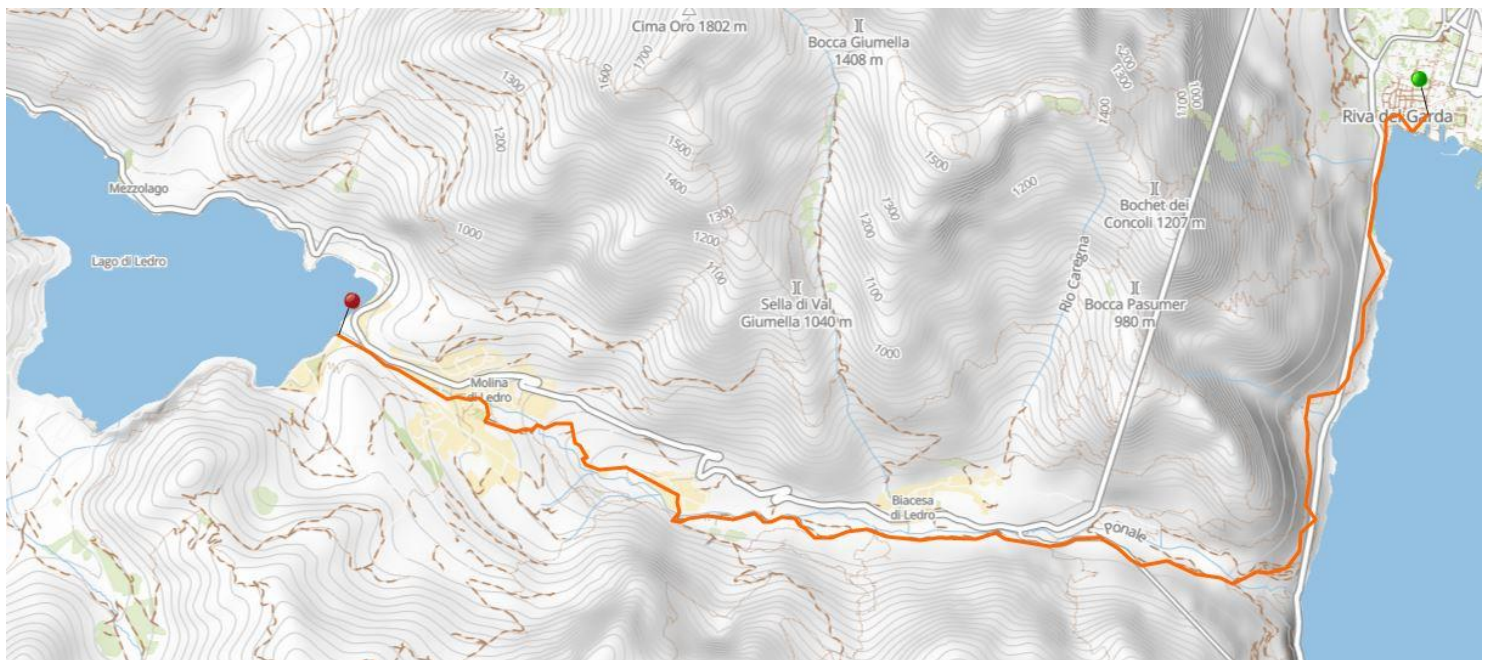 Cima Oro 1802 m
Bocca Giumella
1408 m
1700
1600
1300
1200
1300
1200
1100
1000
1400
Riva del Garda
1500
1500
1400
1300
1200
1100
1000
1300
1200
1200
1100
1000
Mezzolago
Lago di Ledro
Bochet dei
Concoli 1207 m
Rio Caregna
Sella di Val
Giumella 1040 m
Bocca Pasumer
980 m
Molina
di Ledro
Biacesa
di Ledro
Ponale